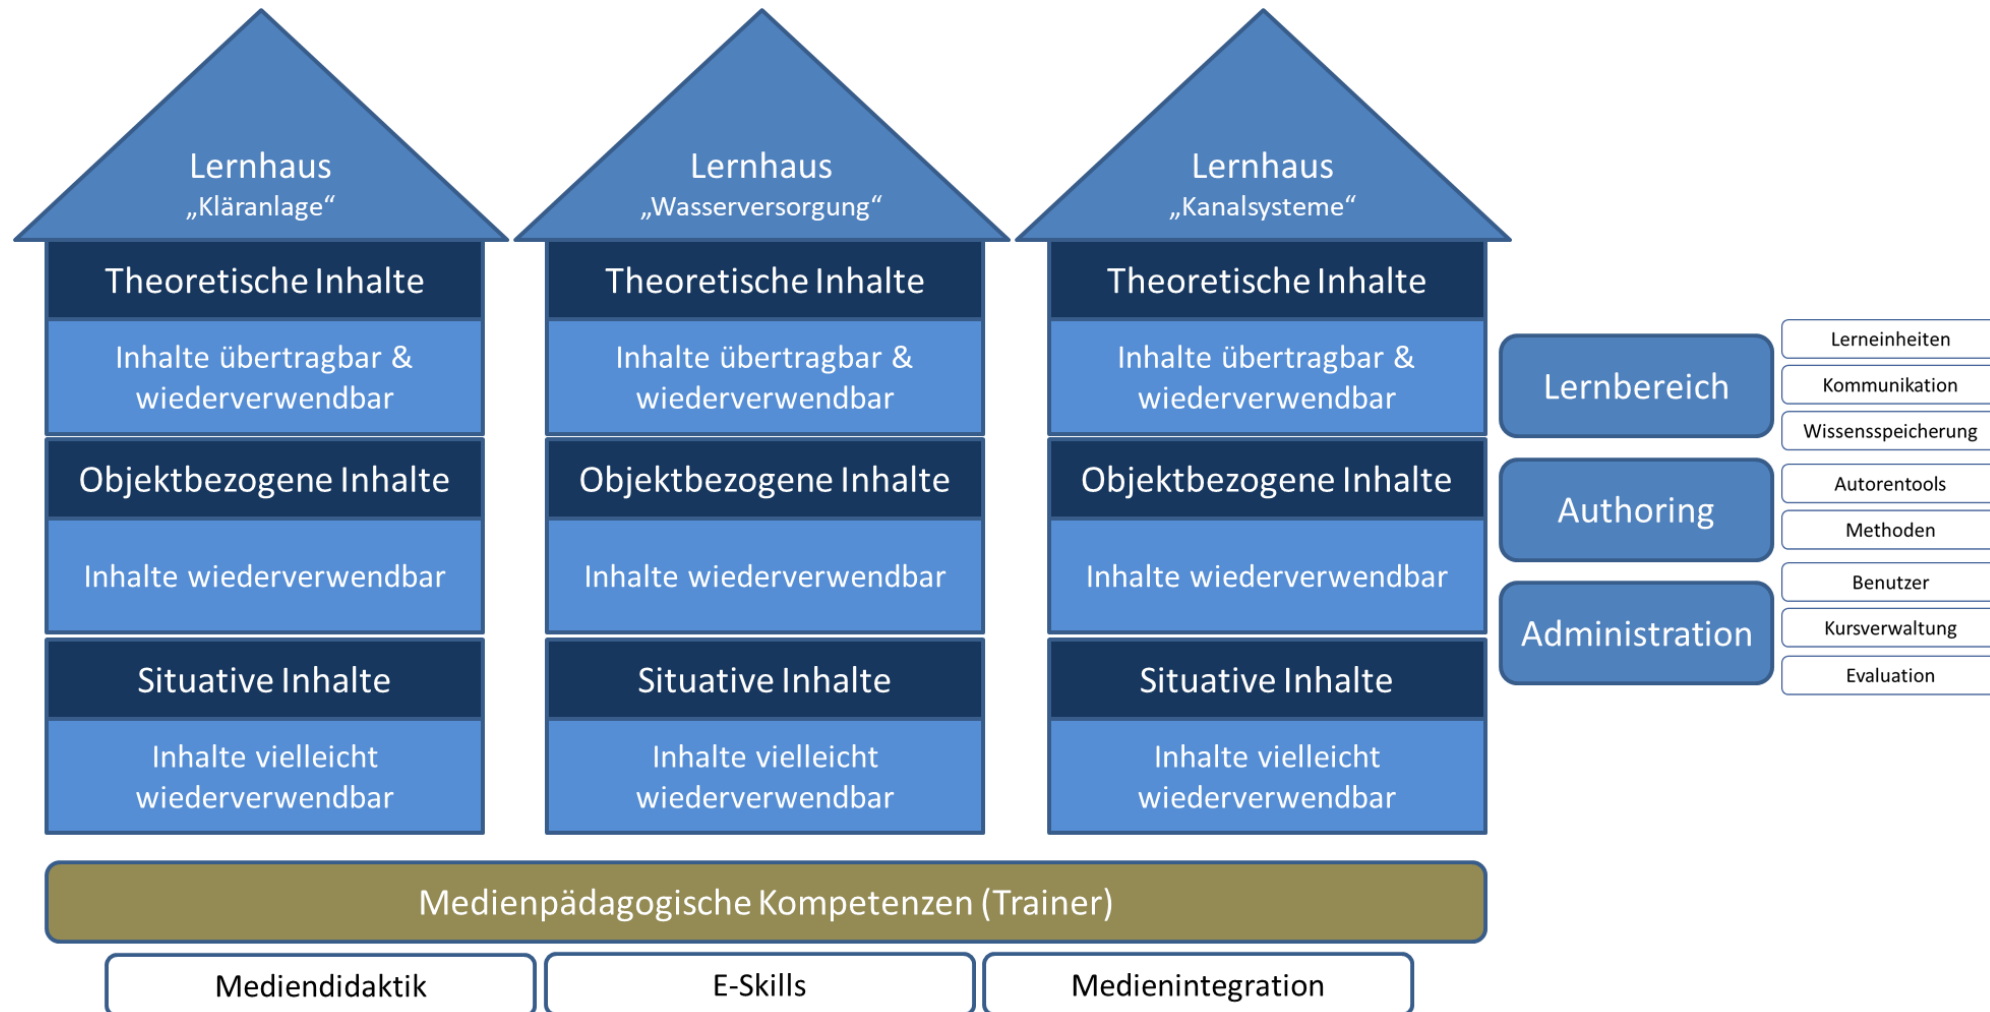 Lernhaus
„Kläranlage“
Theoretische Inhalte
Inhalte übertragbar &
wiederverwendbar
Objektbezogene Inhalte
Inhalte wiederverwendbar
Situative Inhalte
Inhalte vielleicht
wiederverwendbar
Lernhaus
„Wasserversorgung“
Theoretische Inhalte
Inhalte übertragbar &
wiederverwendbar
Objektbezogene Inhalte
Inhalte wiederverwendbar
Situative Inhalte
Inhalte vielleicht
wiederverwendbar
Lernhaus
„Kanalsysteme“
Theoretische Inhalte
Inhalte übertragbar &
wiederverwendbar
Objektbezogene Inhalte
Inhalte wiederverwendbar
Situative Inhalte
Inhalte vielleicht
wiederverwendbar
Lernbereich
Lerneinheiten
Kommunikation
Wissensspeicherung
Authoring
Autorentools
Methoden
Administration
Benutzer
Kursverwaltung
Evaluation
Medienpädagogische Kompetenzen (Trainer)
Mediendidaktik
E-Skills
Medienintegration